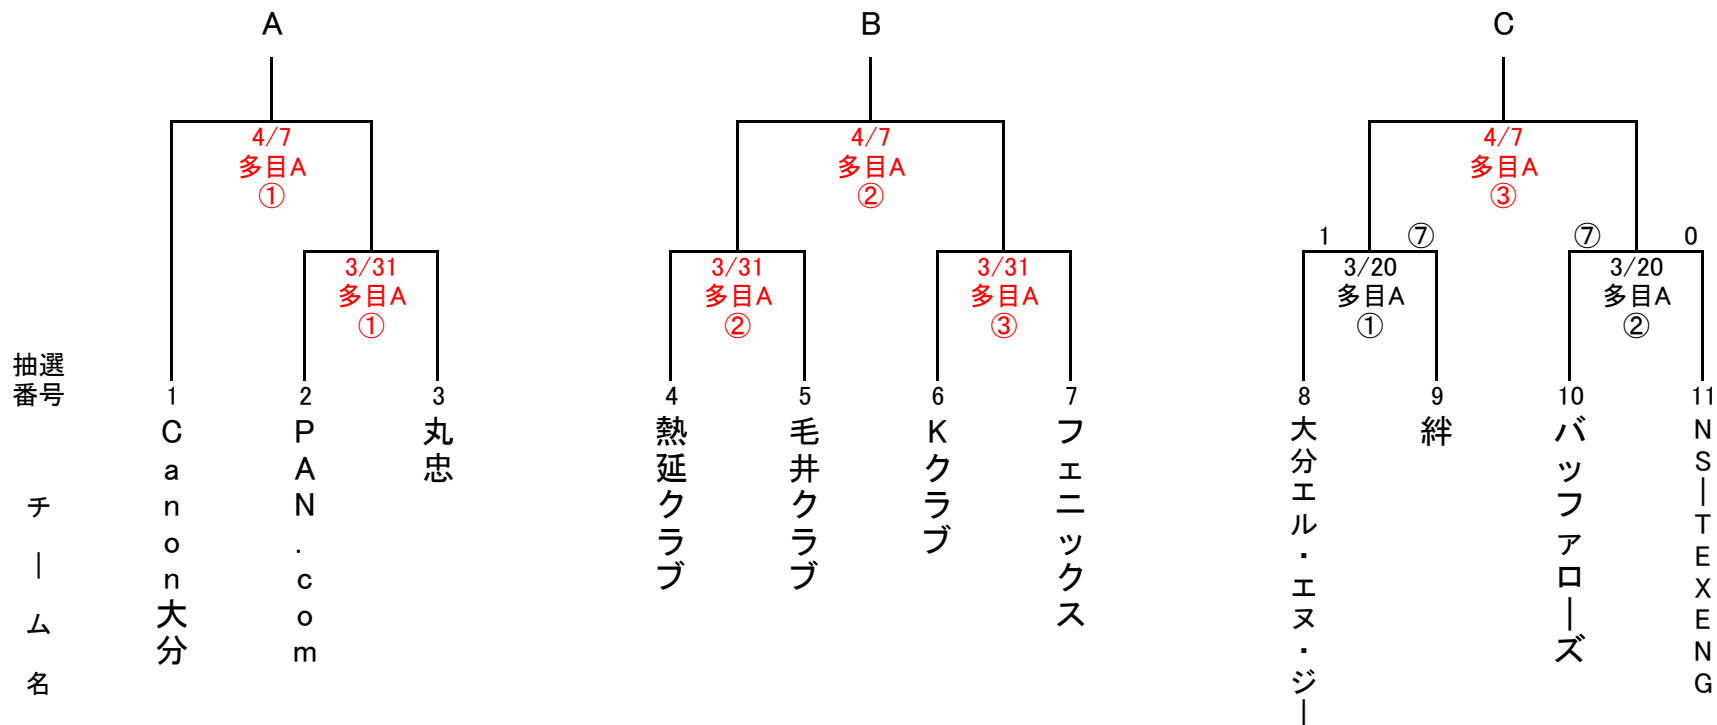 A
B
C
4/7
多目A
①
4/7
多目A
②
4/7
多目A
③
1
⑦
⑦
0
3/31
多目A
①
3/31
多目A
②
3/31
多目A
③
3/20
多目A
①
3/20
多目A
②
抽選
番号
1
2
3
4
5
6
7
8
9
10
11
チーム名
Canon大分
PAN.com
丸忠
熱延クラブ
毛井クラブ
Kクラブ
フェニックス
大分エル・エヌ・ジー
絆
バッファローズ
NS―TEXENG